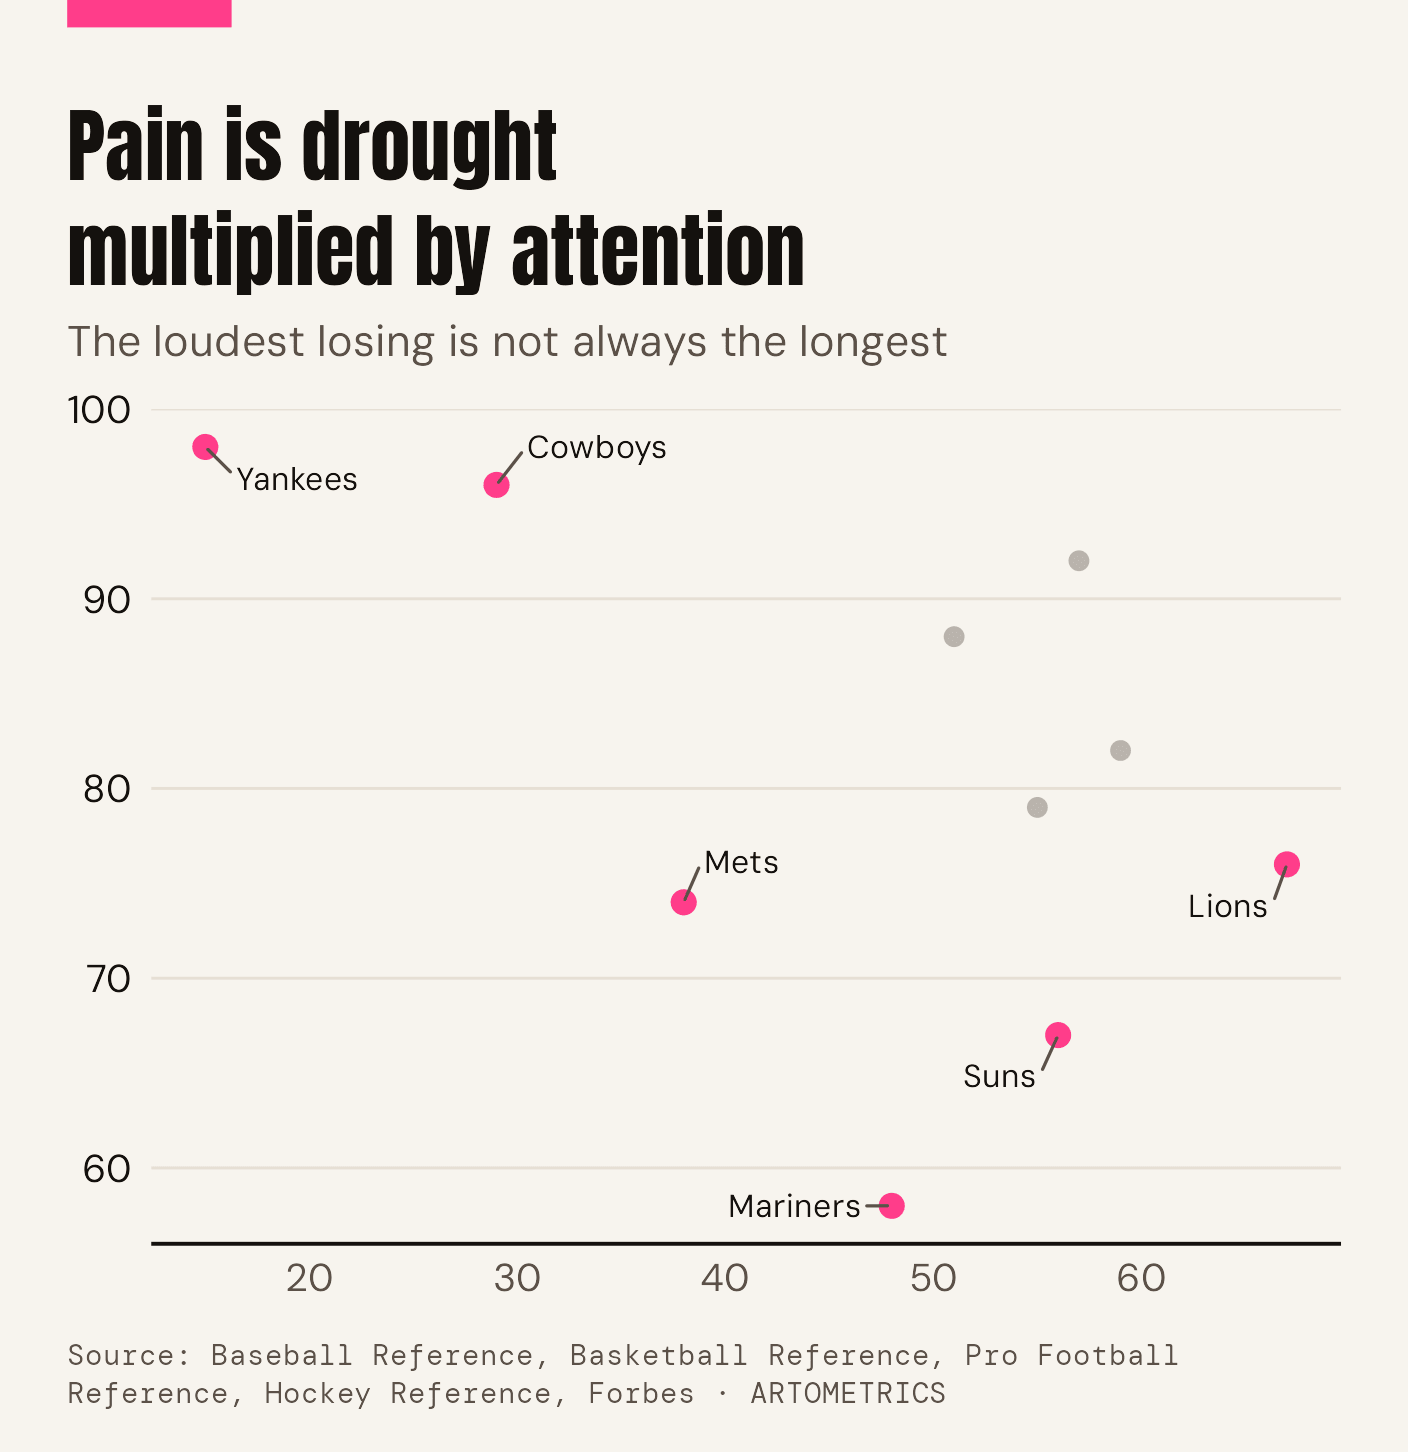 Pain is drought
multiplied by attention
The loudest losing is not always the longest
100
Cowboys
Yankees
90
80
Mets
Lions
70
Suns
60
Mariners
20 30 40 50 60
Source: Baseball Reference, Basketball Reference, Pro Football
Reference, Hockey Reference, Forbes · ARTOMETRICS